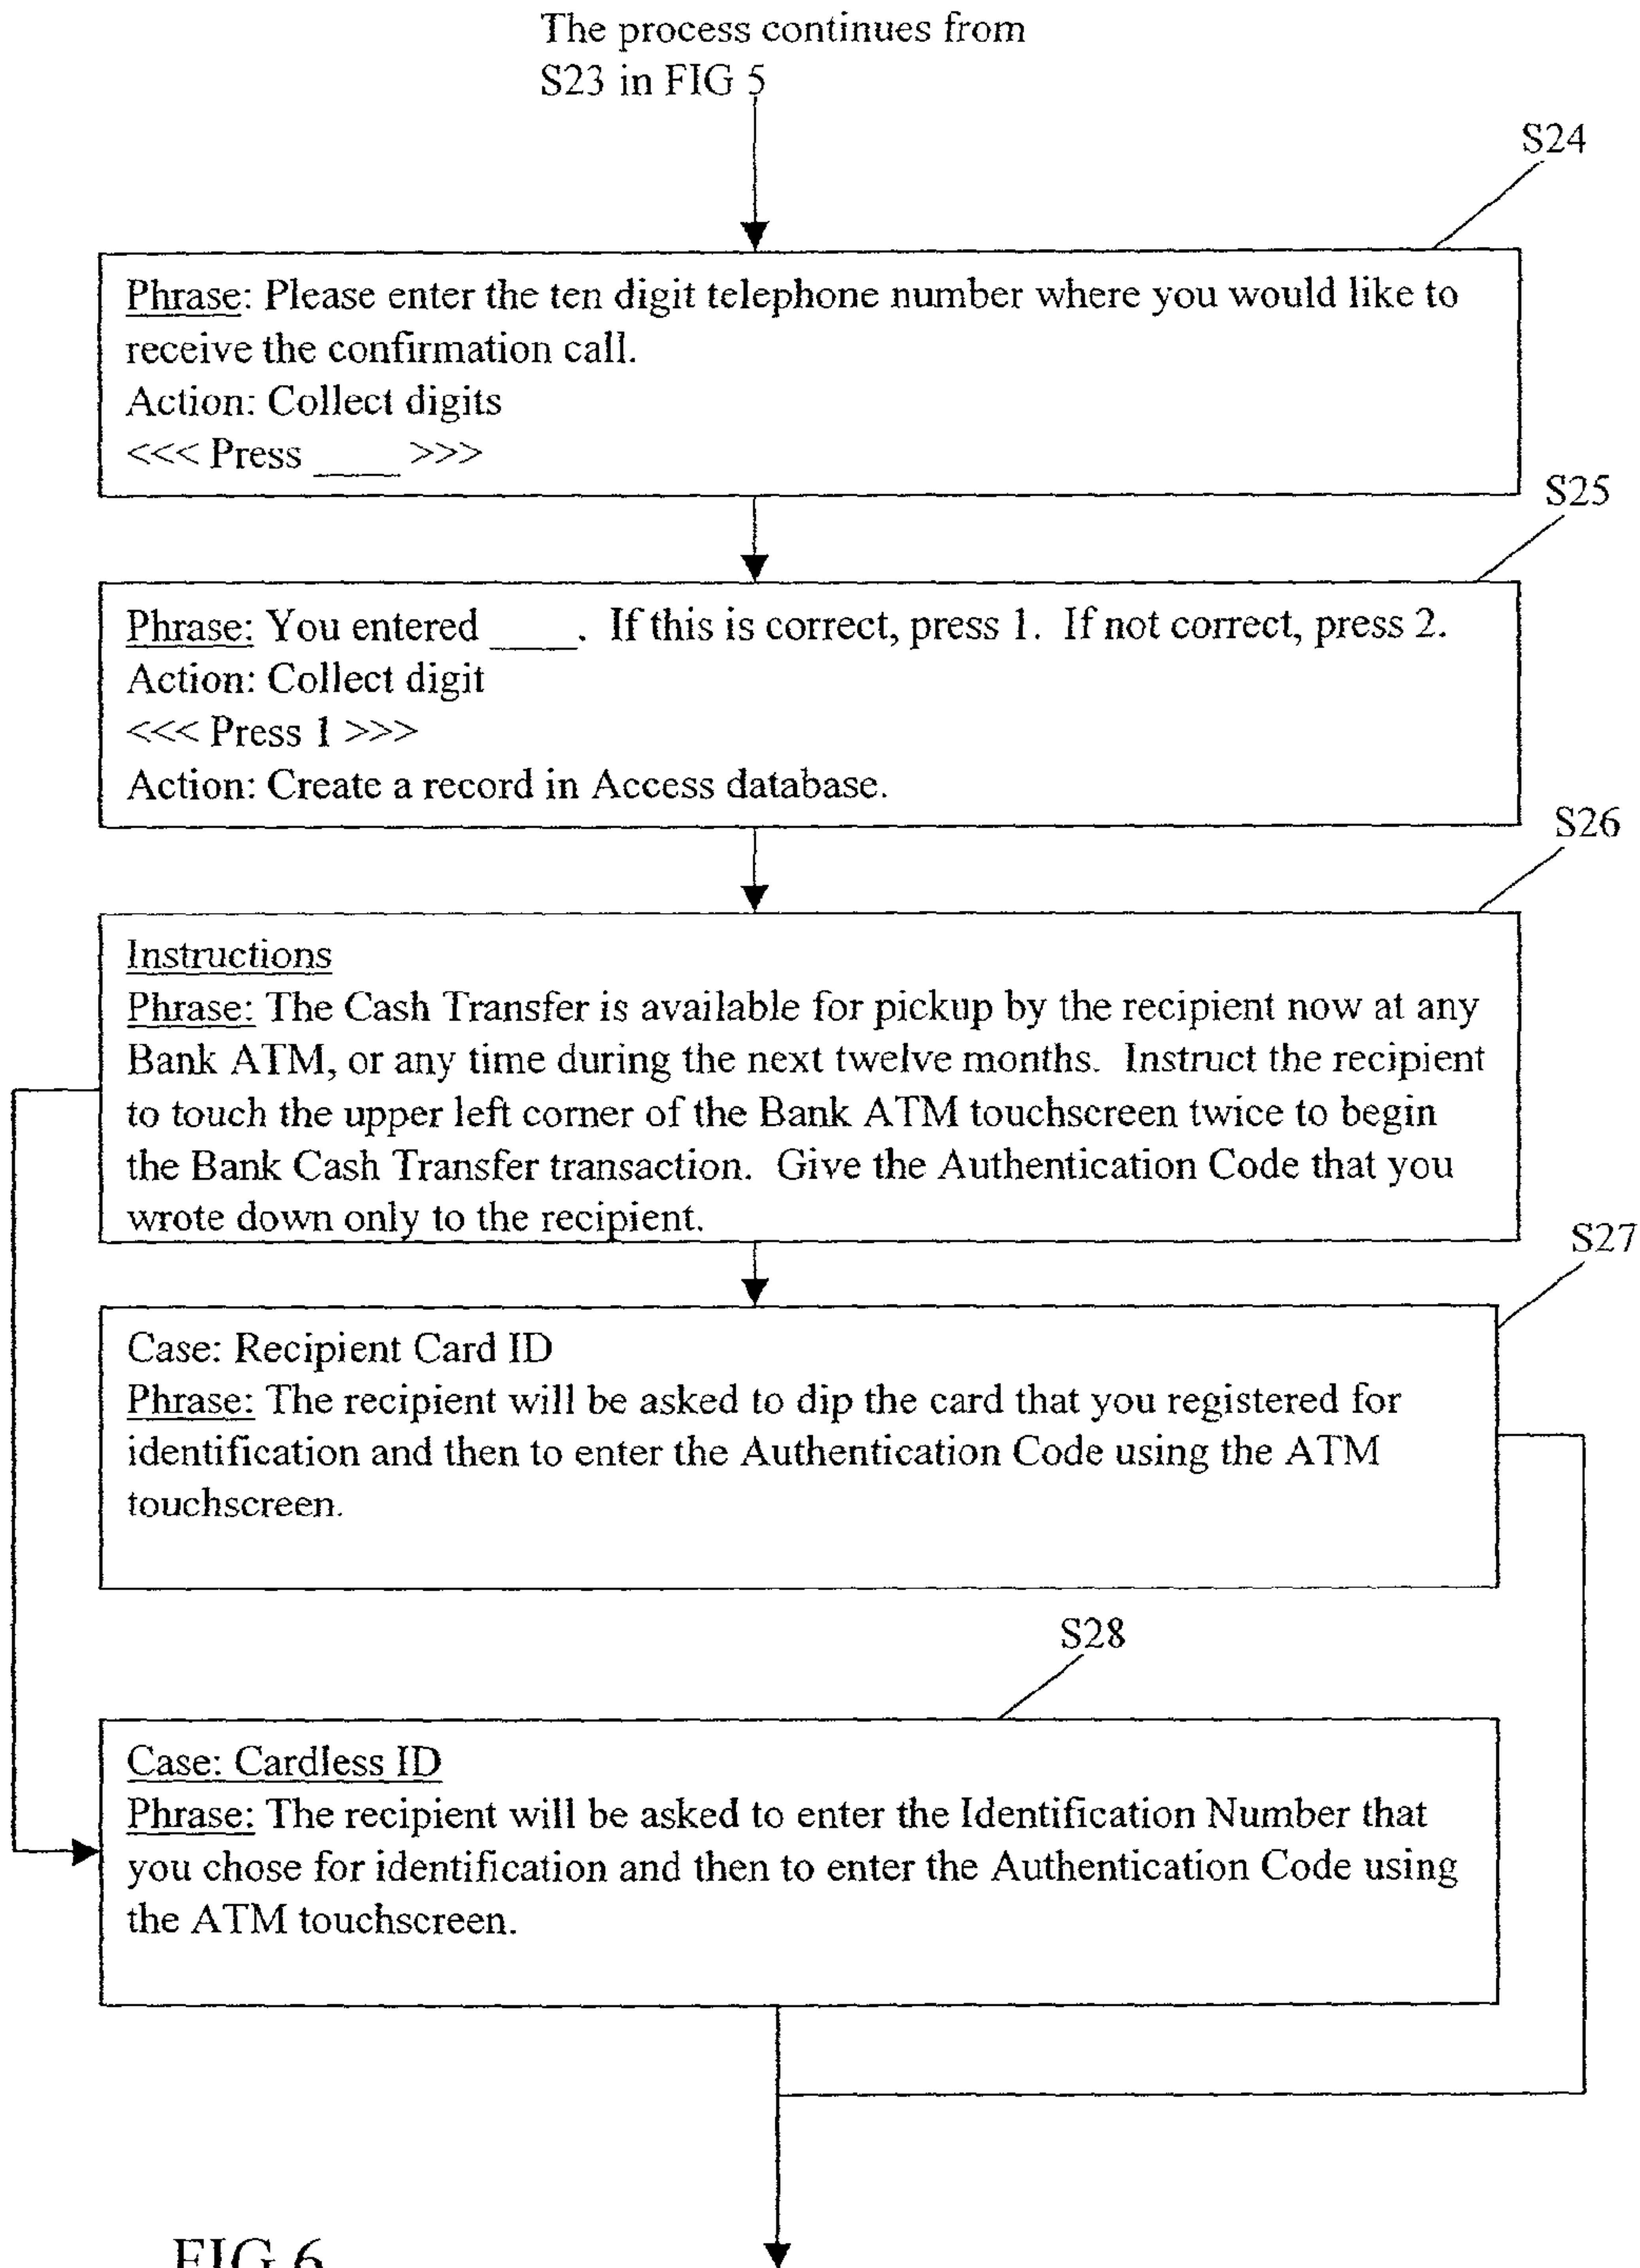 The process continues from
S23 in FIG 5
S24
Phrase: Please enter the ten digit telephone number where you would like to
receive the confirmation call.
Action: Collect digits
<<< Press ____ >>>
S25
Phrase: You entered ____. If this is correct, press 1. If not correct, press 2.
Action: Collect digit
<<< Press 1 >>>
Action: Create a record in Access database.
S26
Instructions
Phrase: The Cash Transfer is available for pickup by the recipient now at any
Bank ATM, or any time during the next twelve months. Instruct the recipient
to touch the upper left corner of the Bank ATM touchscreen twice to begin
the Bank Cash Transfer transaction. Give the Authentication Code that you
wrote down only to the recipient.
S27
Case: Recipient Card ID
Phrase: The recipient will be asked to dip the card that you registered for
identification and then to enter the Authentication Code using the ATM
touchscreen.
S28
Case: Cardless ID
Phrase: The recipient will be asked to enter the Identification Number that
you chose for identification and then to enter the Authentication Code using
the ATM touchscreen.
FIG 6